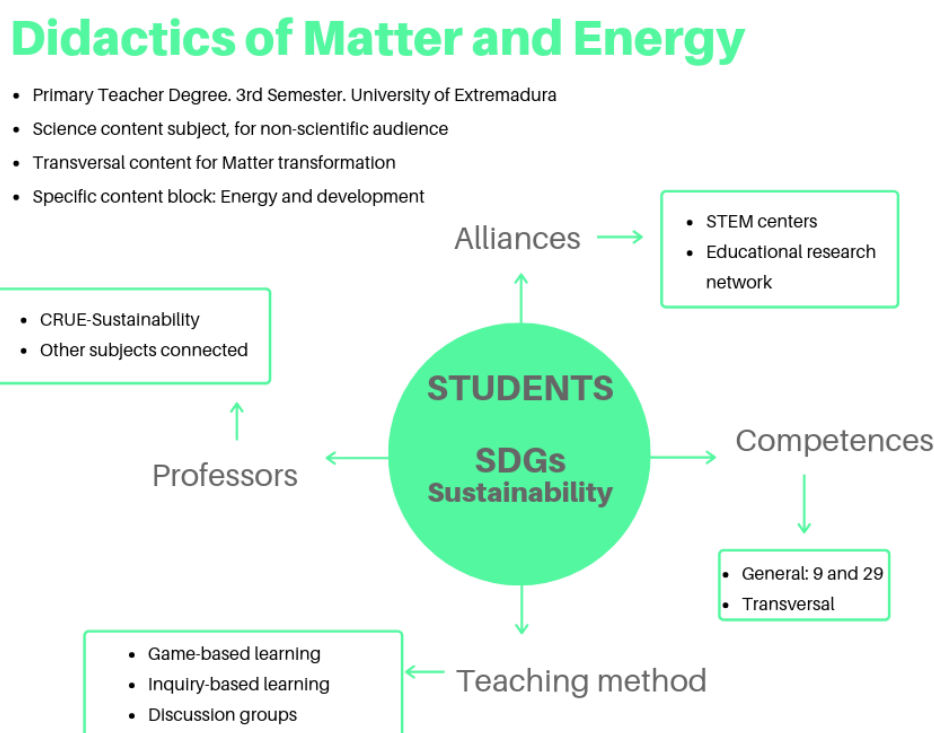 Didactics of Matter and Energy
• Primary Teacher Degree. 3rd Semester. University of Extremadura
• Science content subject, for non-scientific audience
• Transversal content for Matter transformation
• Specific content block: Energy and development
Alliances
• STEM centers
• Educational research
network
• CRUE-Sustainability
• Other subjects connected
Professors
STUDENTS
SDGs
Sustainability
Competences
• General: 9 and 29
• Transversal
Teaching method
• Game-based learning
• Inquiry-based learning
• Discussion groups